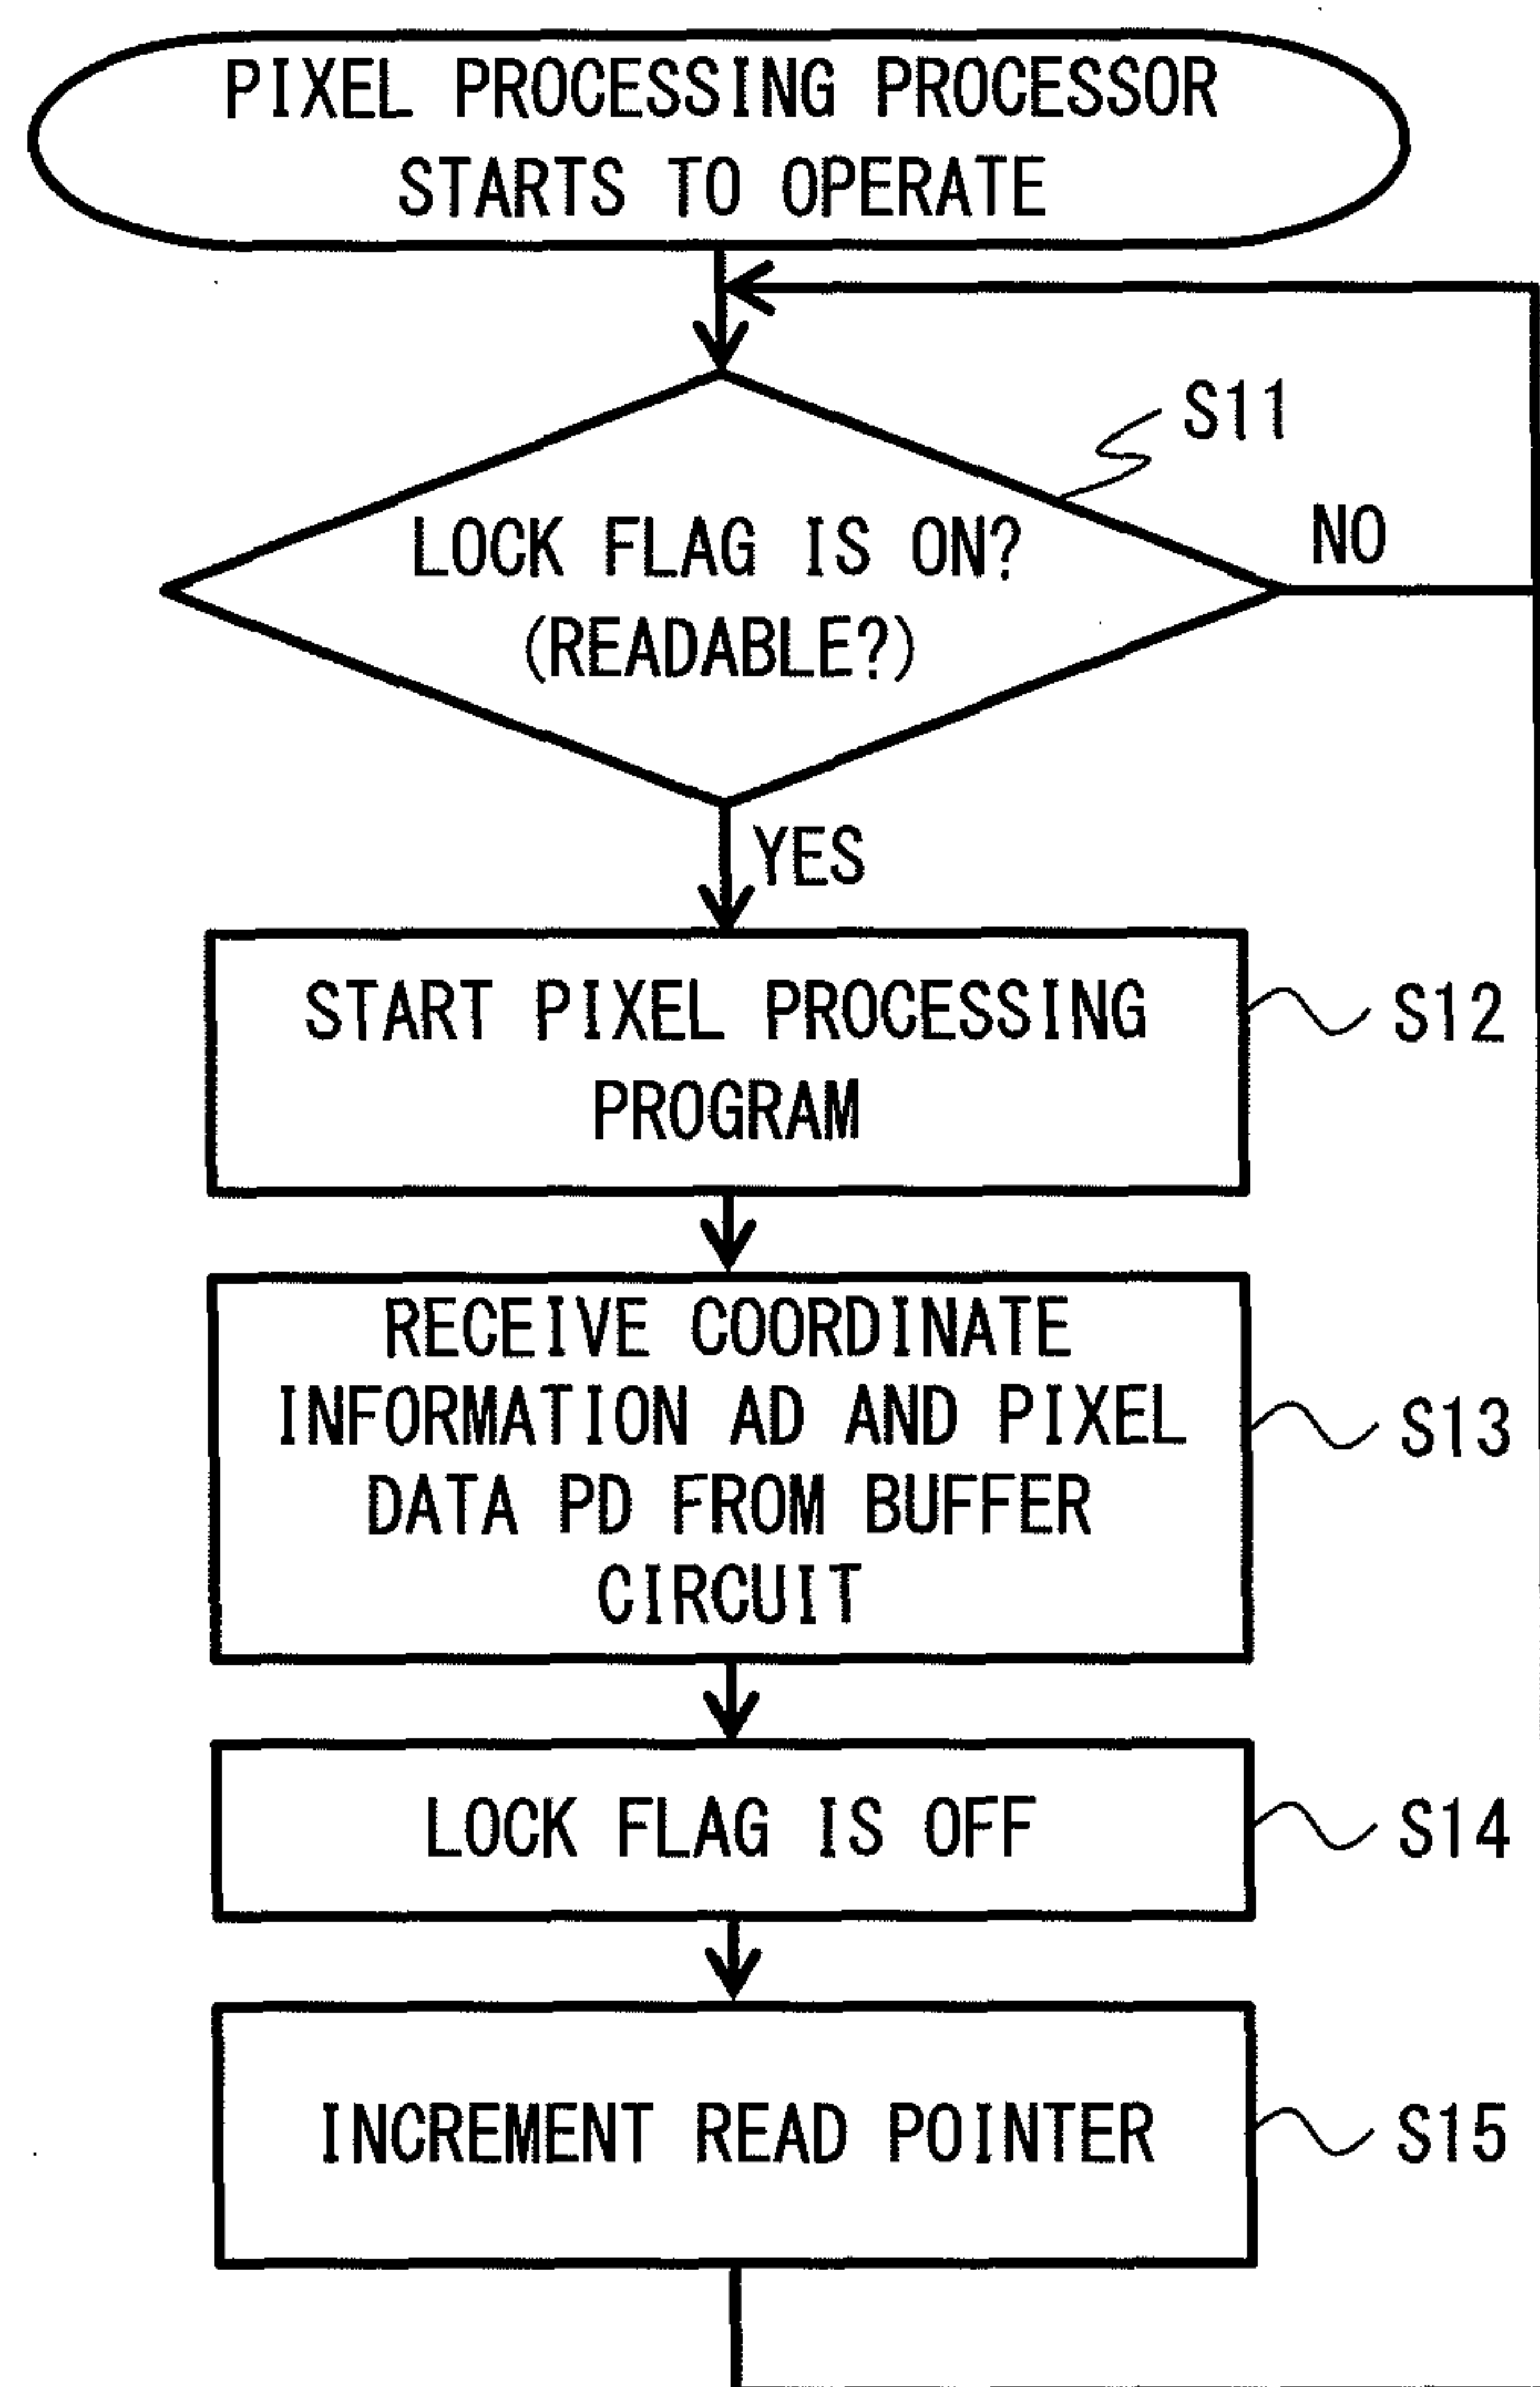 PIXEL PROCESSING PROCESSOR
STARTS TO OPERATE
S11
LOCK FLAG IS ON?
(READABLE?)
NO
YES
START PIXEL PROCESSING
PROGRAM
S12
RECEIVE COORDINATE
INFORMATION AD AND PIXEL
DATA PD FROM BUFFER
CIRCUIT
S13
LOCK FLAG IS OFF
S14
INCREMENT READ POINTER
S15